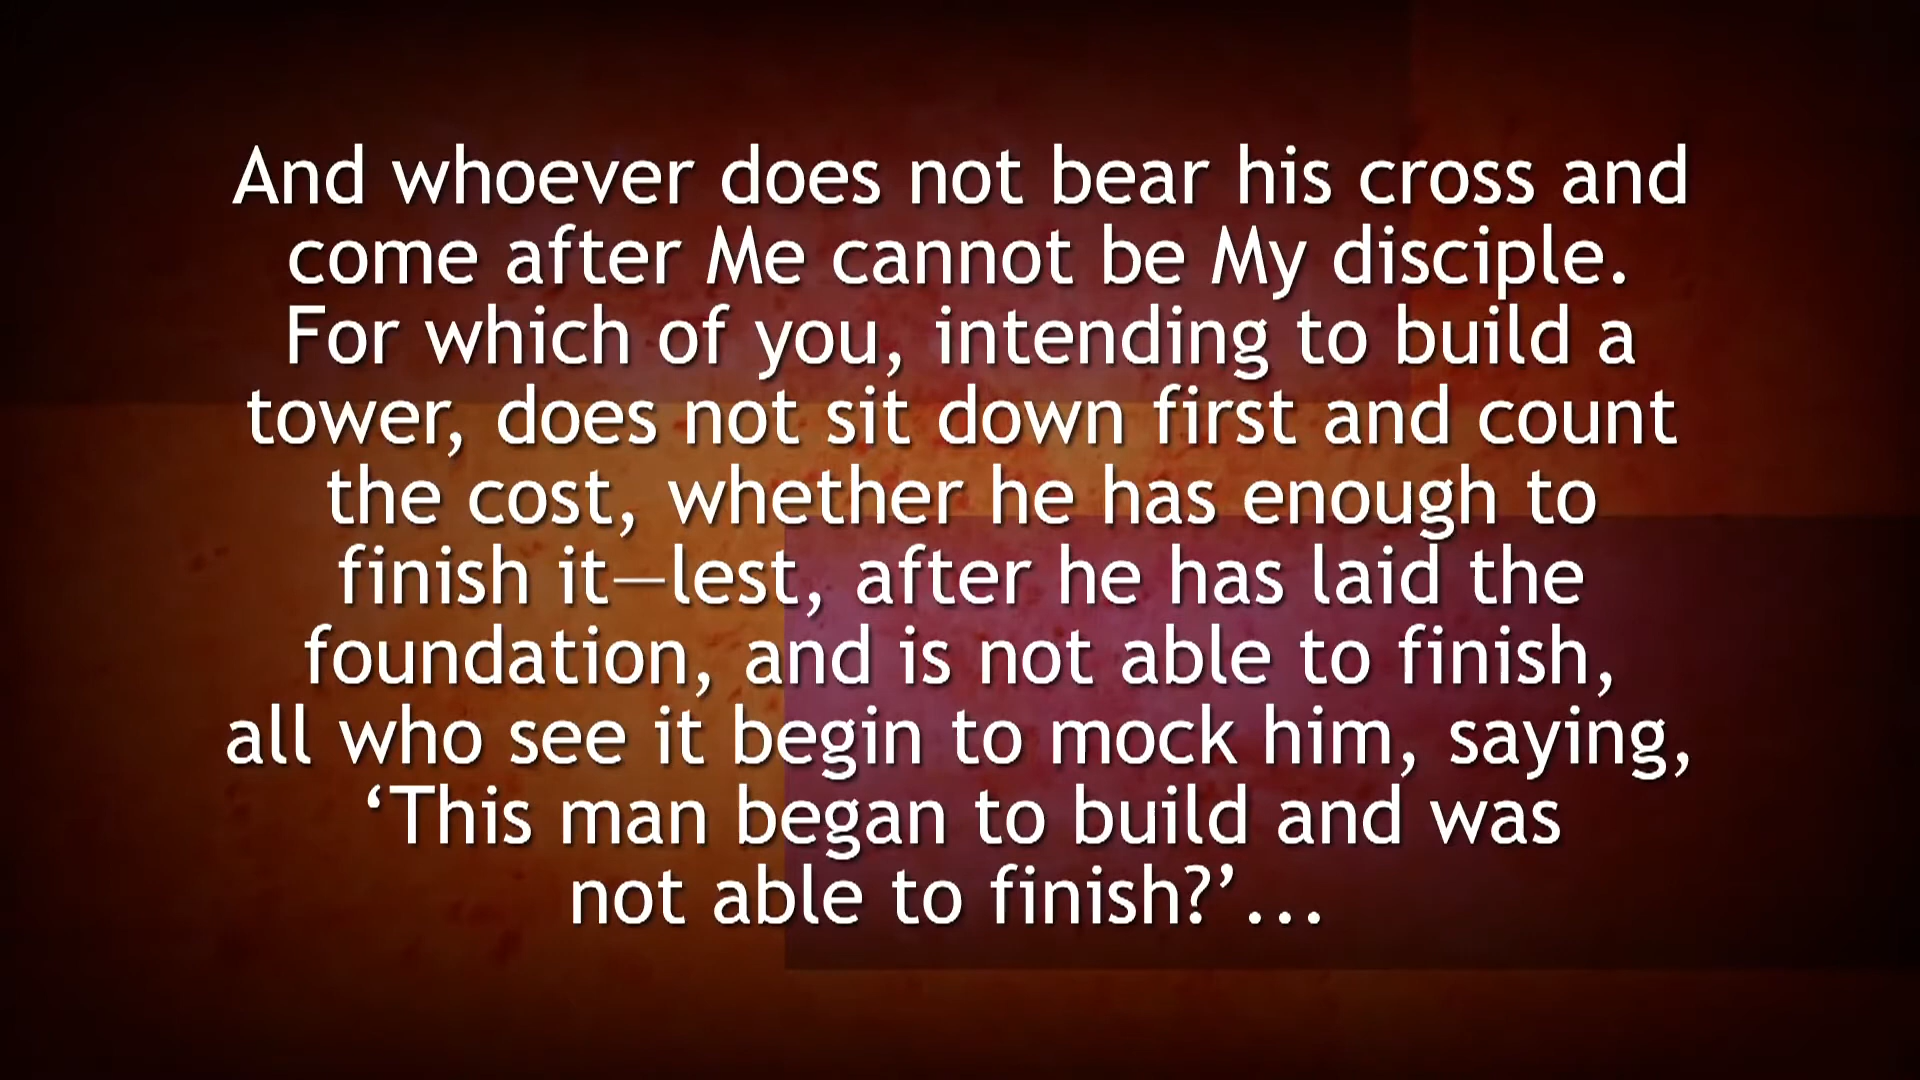 And whoever does not bear his cross and
come after Me cannot be My disciple.
For which of you, intending to build a
tower, does not sit down first and count
the cost, whether he has enough to
finish it—lest, after he has laid the
foundation, and is not able to finish,
all who see it begin to mock him, saying,
‘This man began to build and was
not able to finish?’...